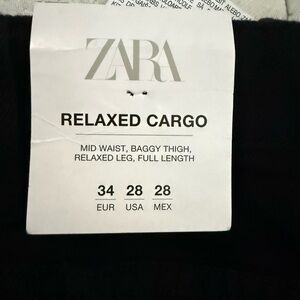 ZARA
RELAXED CARGO
MID WAIST, BAGGY THIGH,
RELAXED LEG, FULL LENGTH
34 28 28
EUR USA MEX